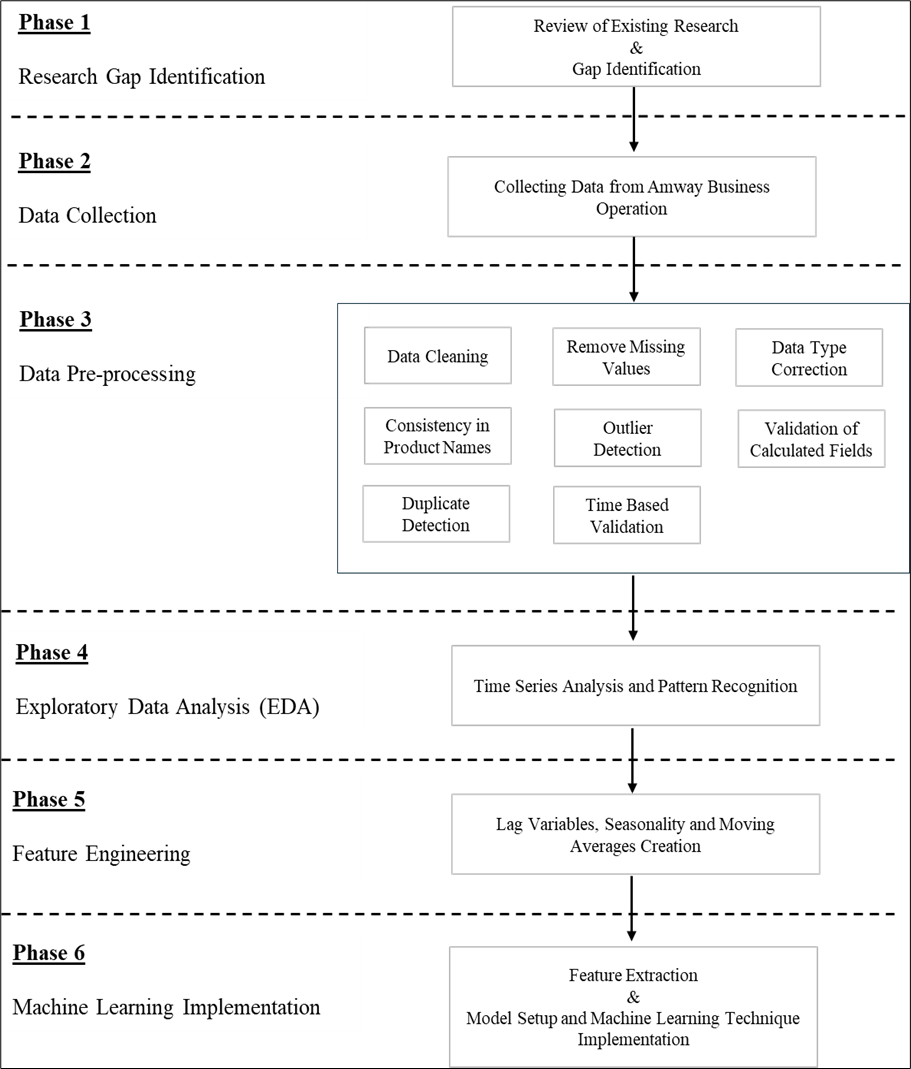 Phase 1
Research Gap Identification
Review of Existing Research
&
Gap Identification
Phase 2
Data Collection
Collecting Data from Amway Business
Operation
Phase 3
Data Pre-processing
Data Cleaning
Remove Missing
Values
Data Type
Correction
Consistency in
Product Names
Outlier
Detection
Validation of
Calculated Fields
Duplicate
Detection
Time Based
Validation
Phase 4
Exploratory Data Analysis (EDA)
Time Series Analysis and Pattern Recognition
Phase 5
Feature Engineering
Lag Variables, Seasonality and Moving
Averages Creation
Phase 6
Machine Learning Implementation
Feature Extraction
&
Model Setup and Machine Learning Technique
Implementation